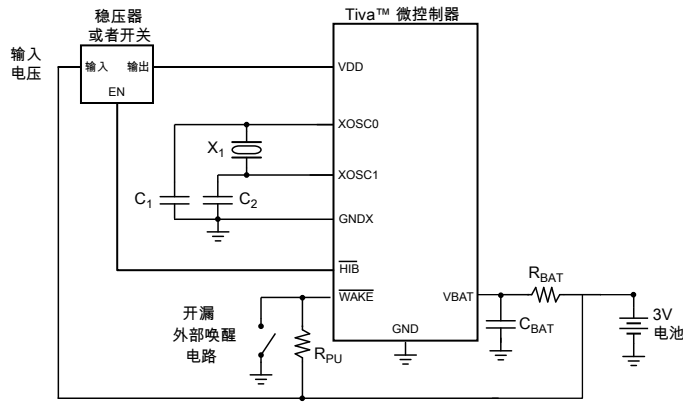 Tiva™ 微控制器
稳压器
或者开关
输入
电压
输入
输出
EN
VDD
XOSC0
X1
XOSC1
C1
C2
GNDX
HIB
WAKE
VBAT
RBAT
开漏
外部唤醒
电路
RPU
GND
CBAT
3V
电池